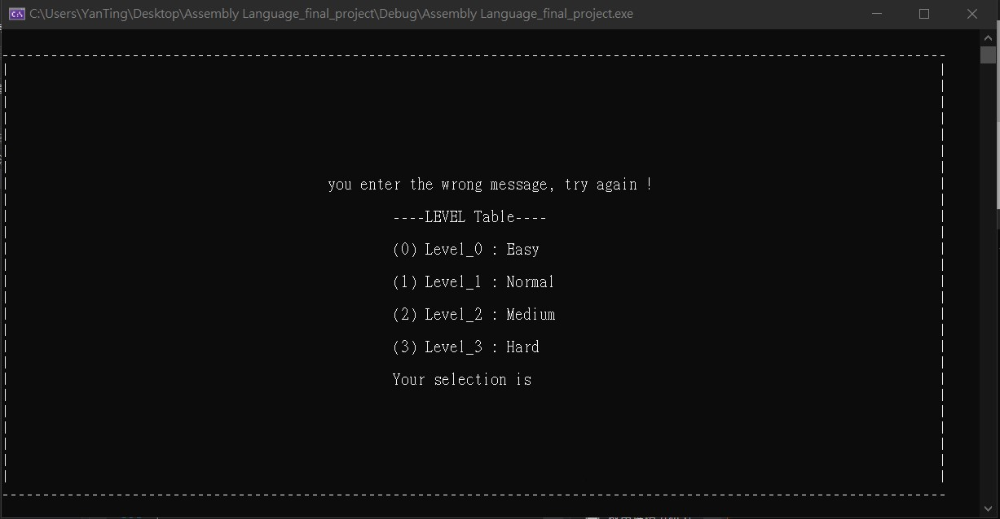 C:\Users\YanTing\Desktop\Assembly Language_final_project\Debug\Assembly Language_final_project.exe
you enter the wrong message, try again !
----LEVEL Table----
(0) Level_0 : Easy
(1) Level_1 : Normal
(2) Level_2 : Medium
(3) Level_3 : Hard
Your selection is